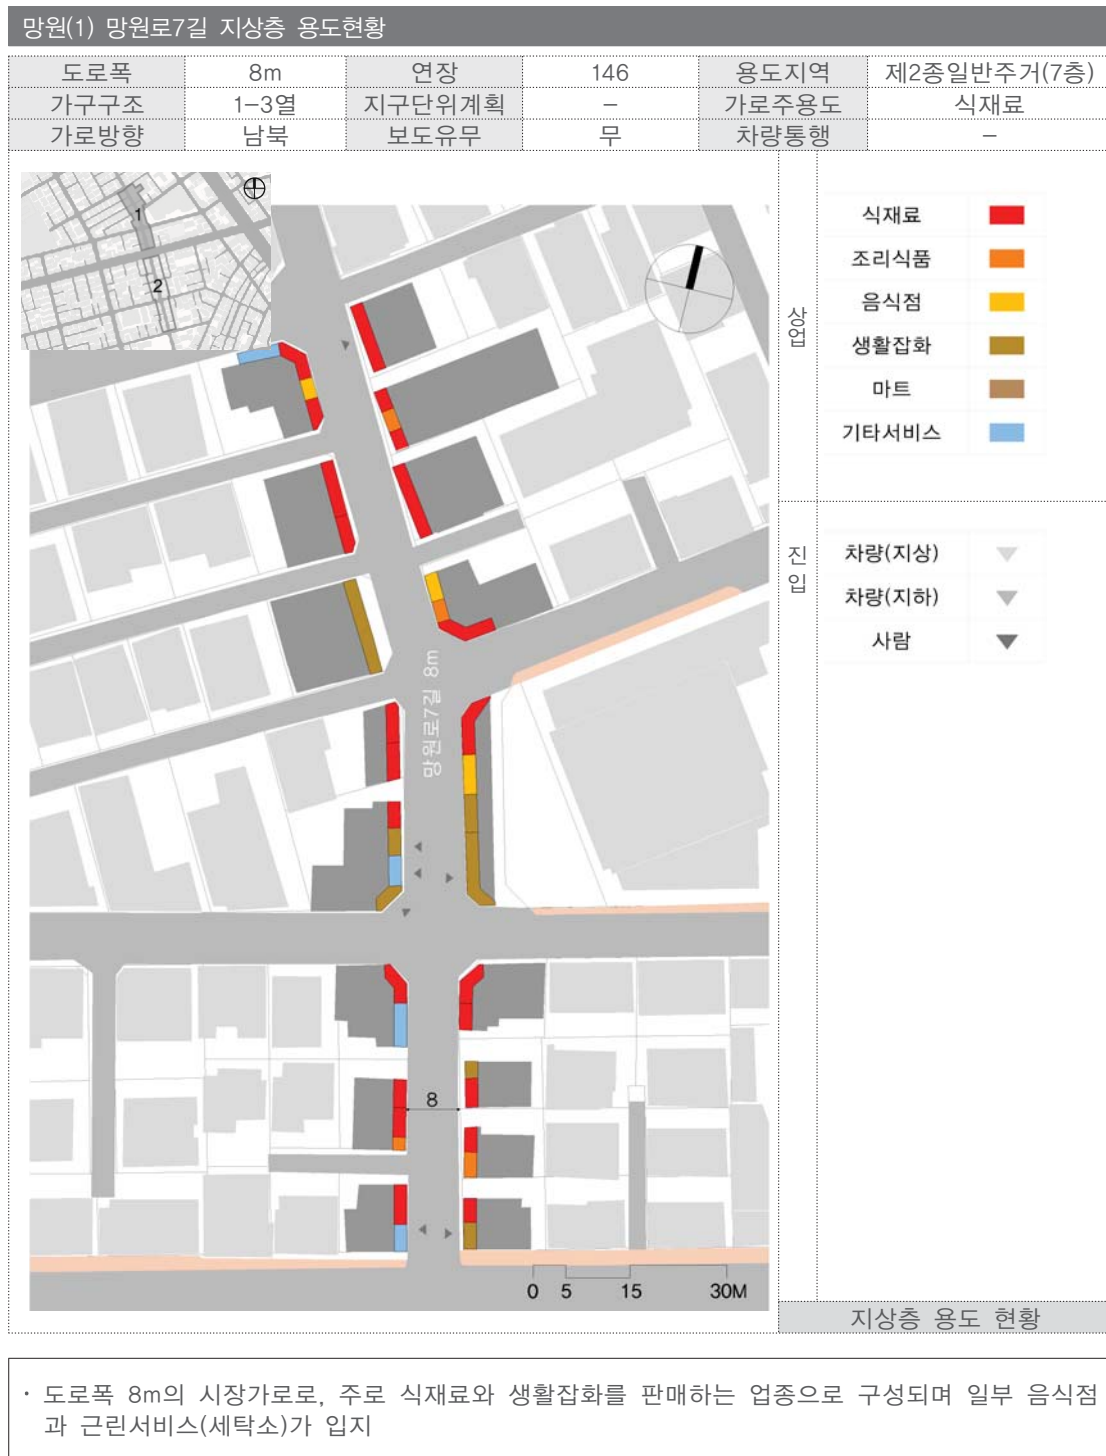 망원(1) 망원로7길 지상층 용도현황
도로폭 8m 연장 146 용도지역 제2종일반주거(7층)
가구구조 1-3열 지구단위계획 - 가로주용도 식재료
가로방향 남북 보도유무 무 차량통행 -
1
2
상업
식재료
조리식품
음식점
생활잡화
마트
기타서비스
진입
차량(지상)
차량(지하)
사람
망원로7길 8m
8
0 5 15 30M
지상층 용도 현황
· 도로폭 8m의 시장가로로, 주로 식재료와 생활잡화를 판매하는 업종으로 구성되며 일부 음식점
과 근린서비스(세탁소)가 입지